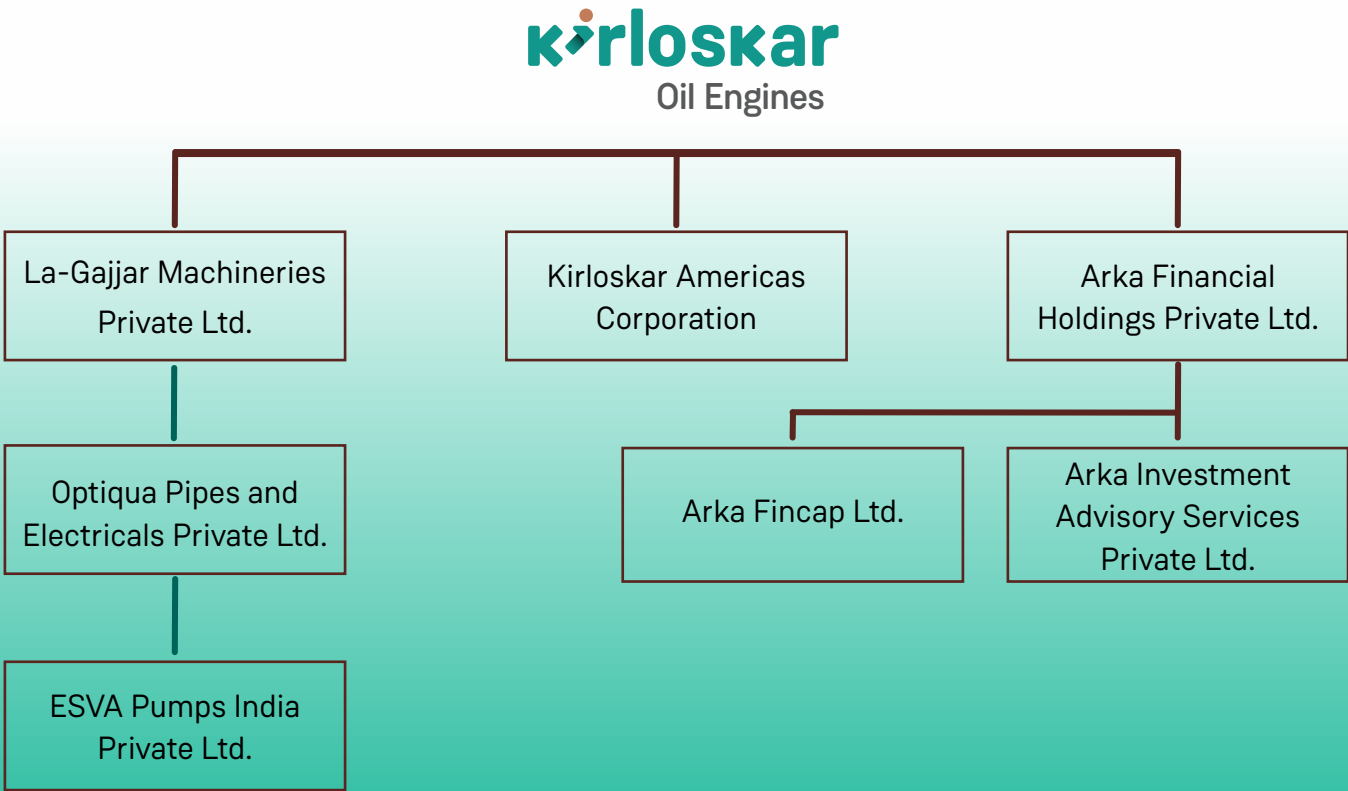 kirloskar
Oil Engines
La-Gajjar Machineries
Private Ltd.
Kirloskar Americas
Corporation
Arka Financial
Holdings Private Ltd.
Optiqua Pipes and
Electricals Private Ltd.
Arka Fincap Ltd.
Arka Investment
Advisory Services
Private Ltd.
ESVA Pumps India
Private Ltd.